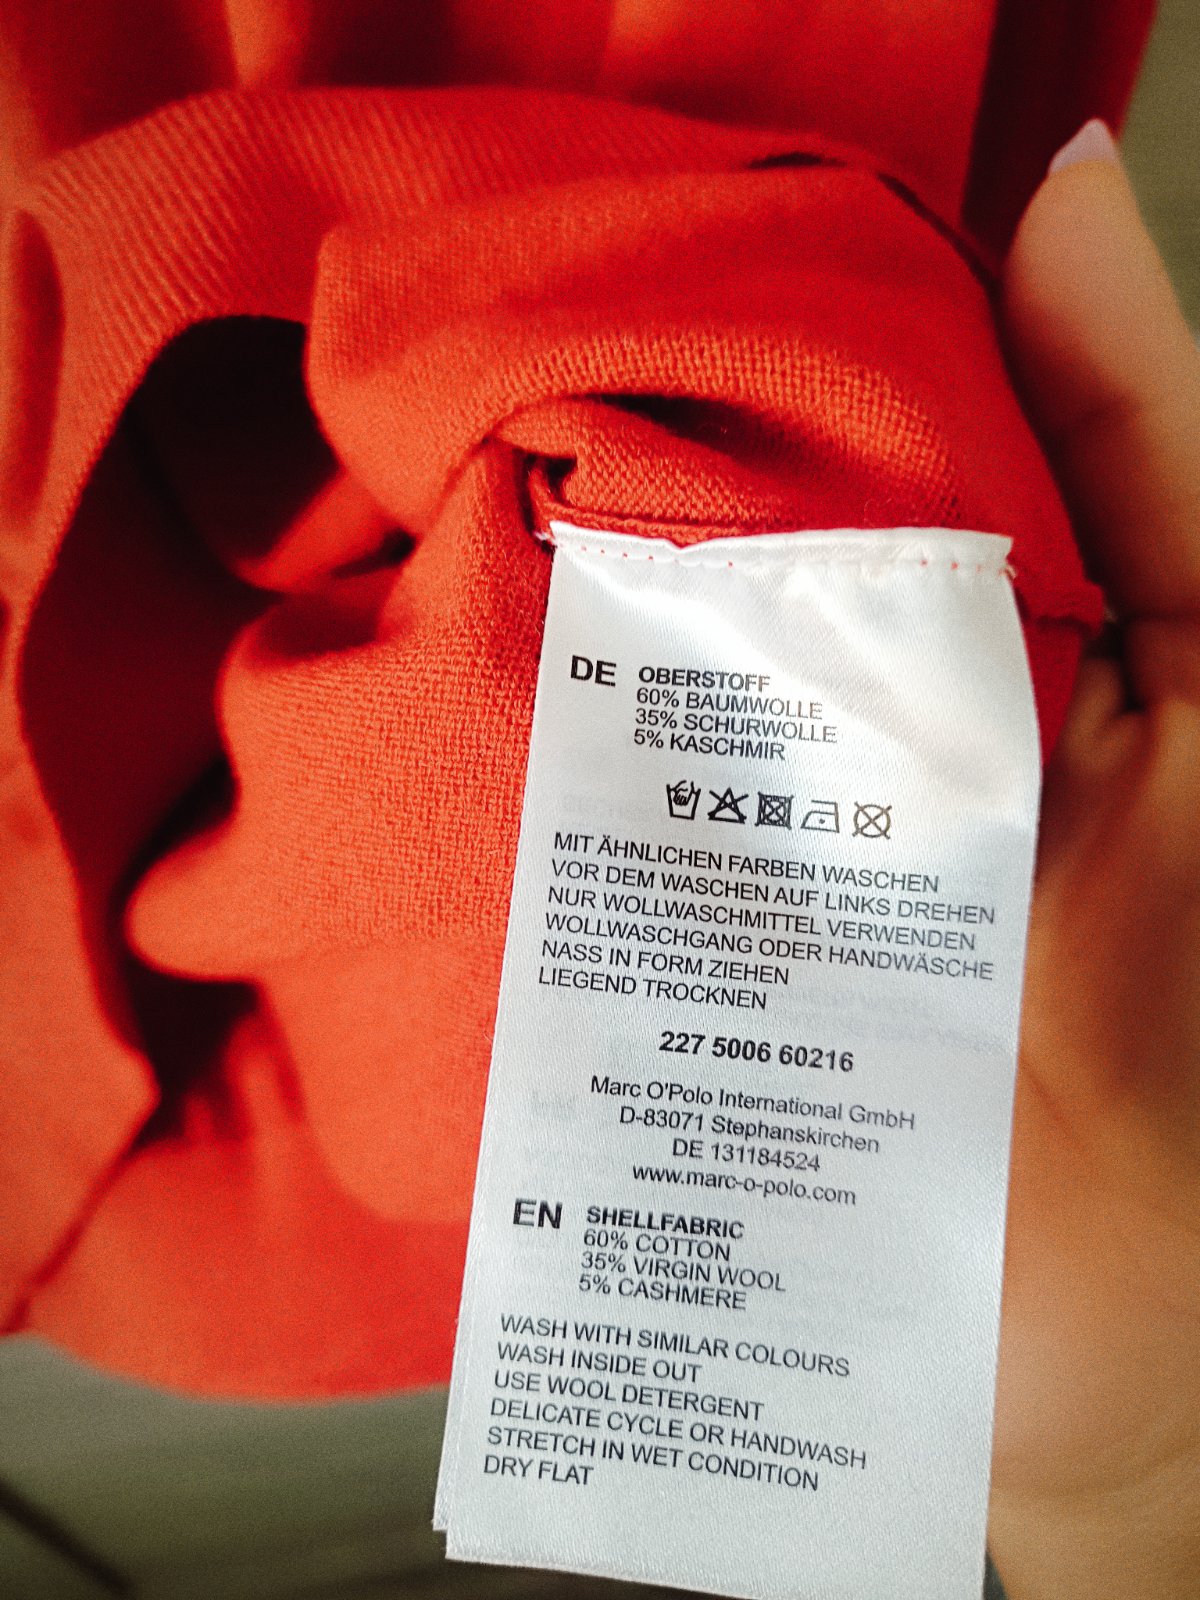 DE OBERSTOFF
60% BAUMWOLLE
35% SCHURWOLLE
5% KASCHMIR
MIT ÄHNLICHEN FARBEN WASCHEN
VOR DEM WASCHEN AUF LINKS DREHEN
NUR WOLLWASCHMITTEL VERWENDEN
WOLLWASCHGANG ODER HANDWÄSCHE
NASS IN FORM ZIEHEN
LIEGEND TROCKNEN
227 5006 60216
Marc O'Polo International GmbH
D-83071 Stephanskirchen
DE 131184524
www.marc-o-polo.com
EN SHELLFABRIC
60% COTTON
35% VIRGIN WOOL
5% CASHMERE
WASH WITH SIMILAR COLOURS
WASH INSIDE OUT
USE WOOL DETERGENT
DELICATE CYCLE OR HANDWASH
STRETCH IN WET CONDITION
DRY FLAT